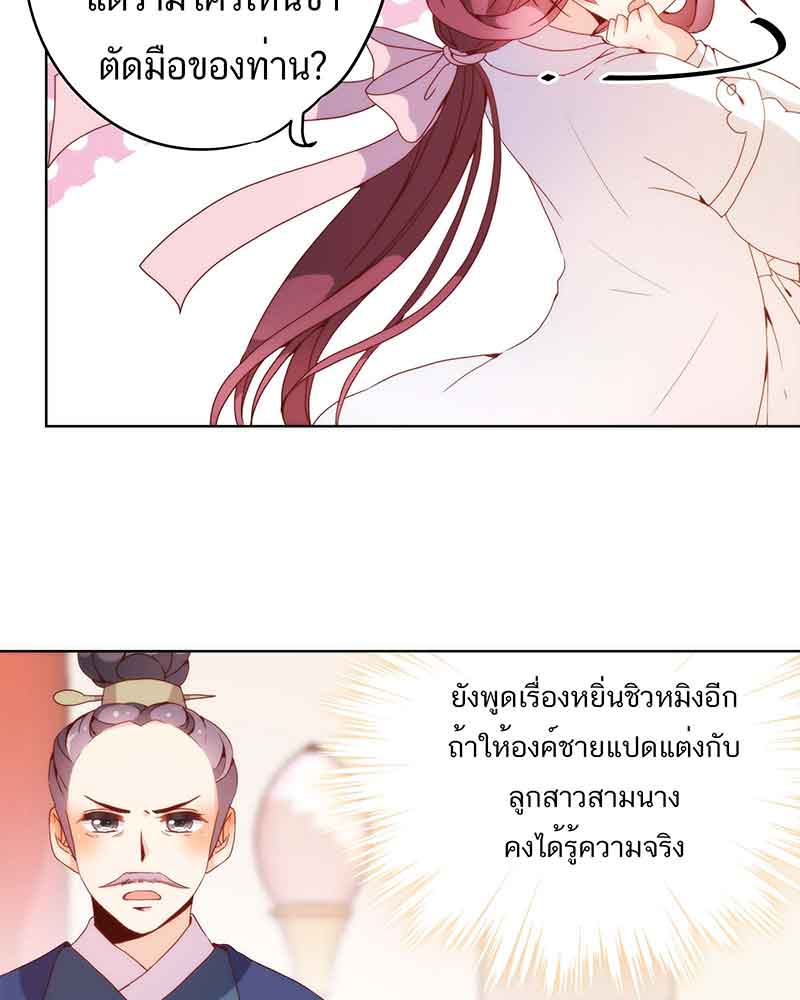 ตัดมือของท่าน?
ยังพูดเรื่องหยิ่นชิวหมิงอีก
ถ้าให้องค์ชายแปดแต่งกับ
ลูกสาวสามนาง
คงได้รู้ความจริง